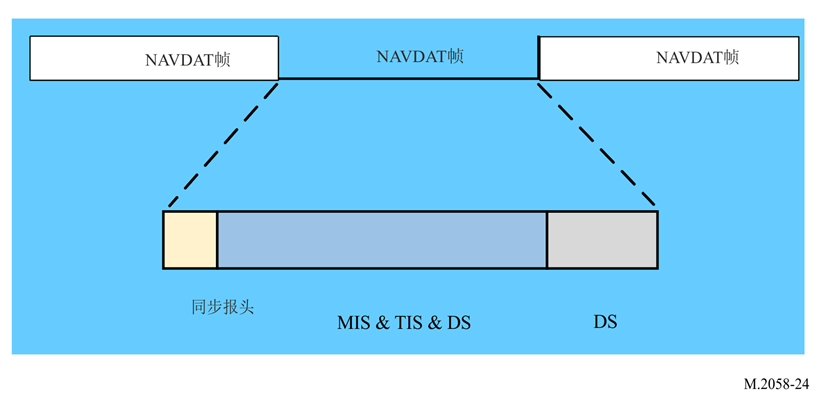 NAVDAT帧 NAVDAT帧 NAVDAT帧
同步报头 MIS & TIS & DS DS
M.2058-24